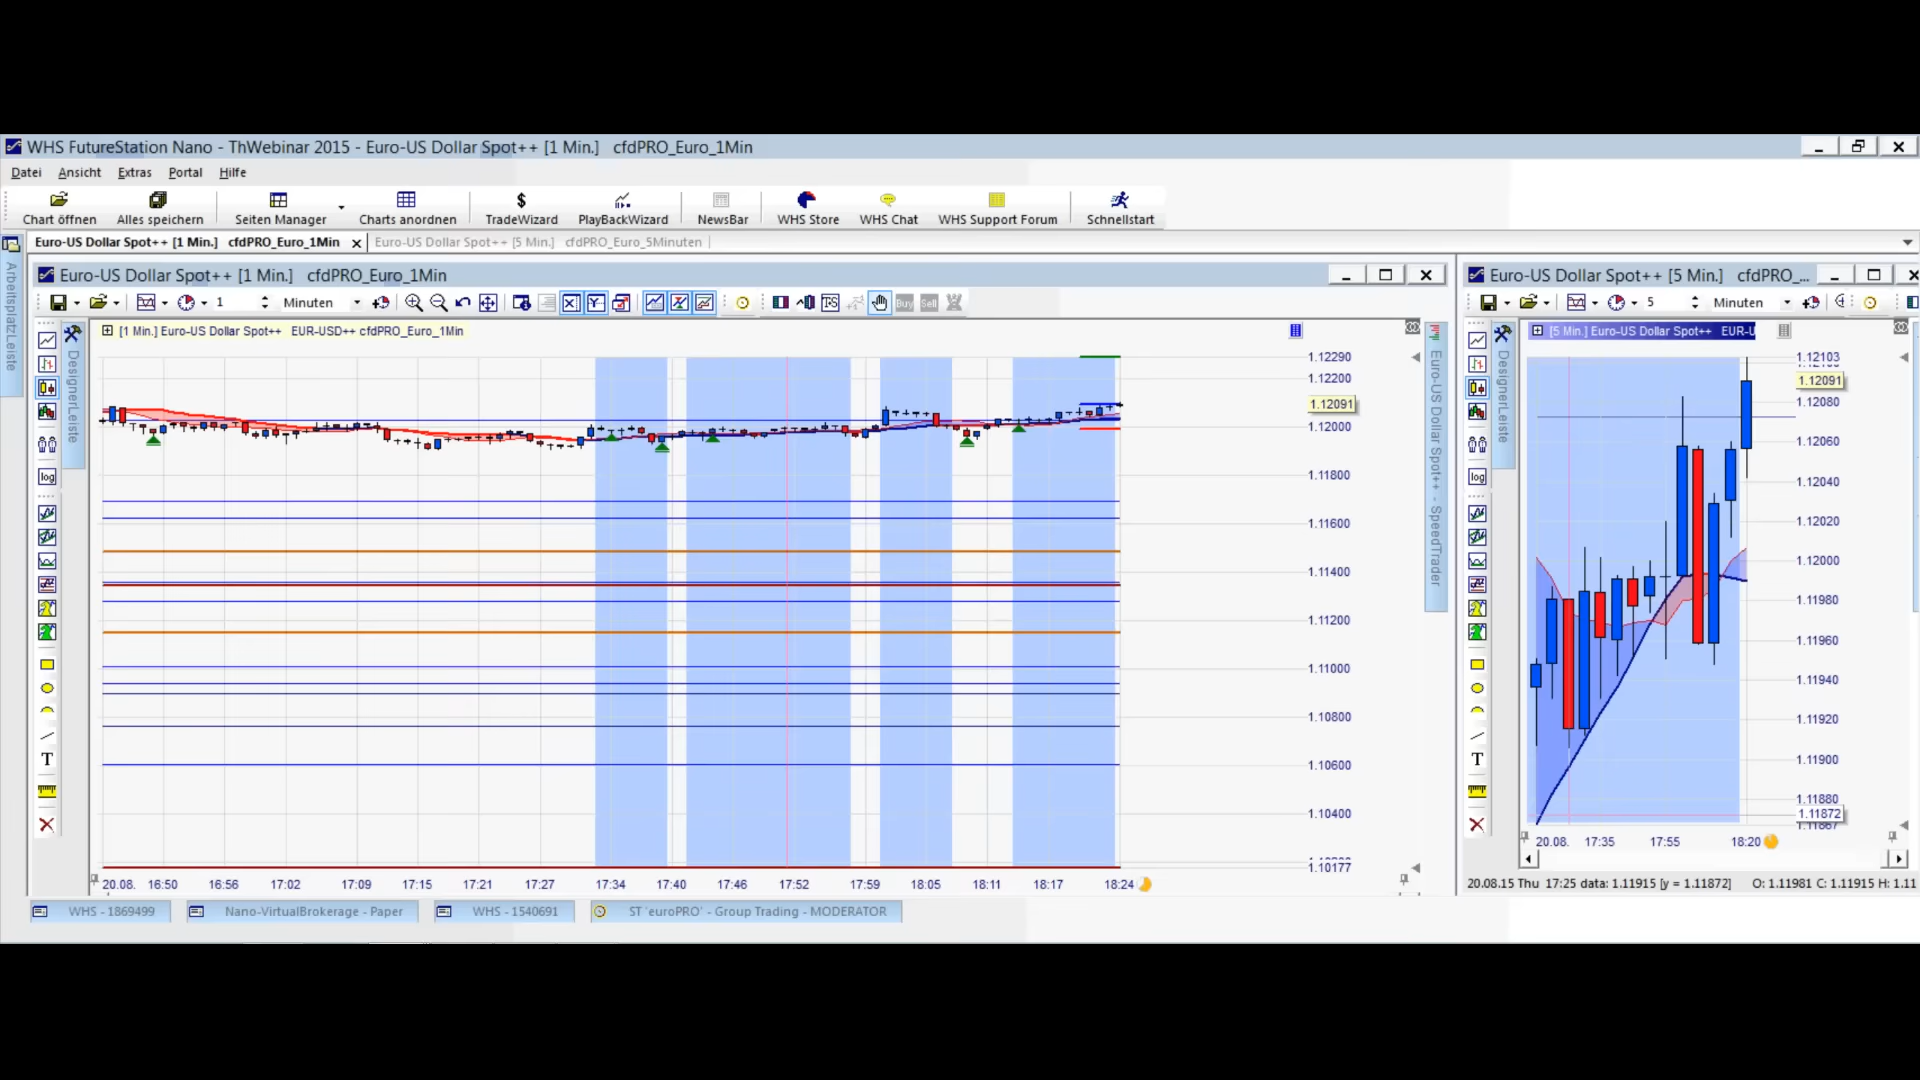 WHS FutureStation Nano - ThWebinar 2015 - Euro-US Dollar Spot++ [1 Min.] cfdPRO_Euro_1Min
Datei Ansicht Extras Portal Hilfe
Chart öffnen Alles speichern Seiten Manager Charts anordnen TradeWizard PlayBackWizard NewsBar WHS Store WHS Chat WHS Support Forum Schnellstart
Euro-US Dollar Spot++ [1 Min.] cfdPRO_Euro_1Min Euro-US Dollar Spot++ [5 Min.] cfdPRO_Euro_5Minuten
ArbeitsplatzLeiste
Euro-US Dollar Spot++ [1 Min.] cfdPRO_Euro_1Min
1 Minuten Buy Sell
DesignerLeiste
log
T
[1 Min.] Euro-US Dollar Spot++ EUR-USD++ cfdPRO_Euro_1Min
1.12290
1.12200
1.12091
1.12000
1.11800
1.11600
1.11400
1.11200
1.11000
1.10800
1.10600
1.10400
1.10177
20.08. 16:50 16:56 17:02 17:09 17:15 17:21 17:27 17:34 17:40 17:46 17:52 17:59 18:05 18:11 18:17 18:24
Euro-US Dollar Spot++ - SpeedTrader
Euro-US Dollar Spot++ [5 Min.] cfdPRO_...
5 Minuten
DesignerLeiste
log
T
[5 Min.] Euro-US Dollar Spot++ EUR-U
1.12103
1.12091
1.12080
1.12060
1.12040
1.12020
1.12000
1.11980
1.11960
1.11940
1.11920
1.11900
1.11880
1.11872
20.08. 17:35 17:55 18:20
20.08.15 Thu 17:25 data: 1.11915 [y = 1.11872] O: 1.11981 C: 1.11915 H: 1.11
WHS - 1869499 Nano-VirtualBrokerage - Paper WHS - 1540691 ST 'euroPRO' - Group Trading - MODERATOR